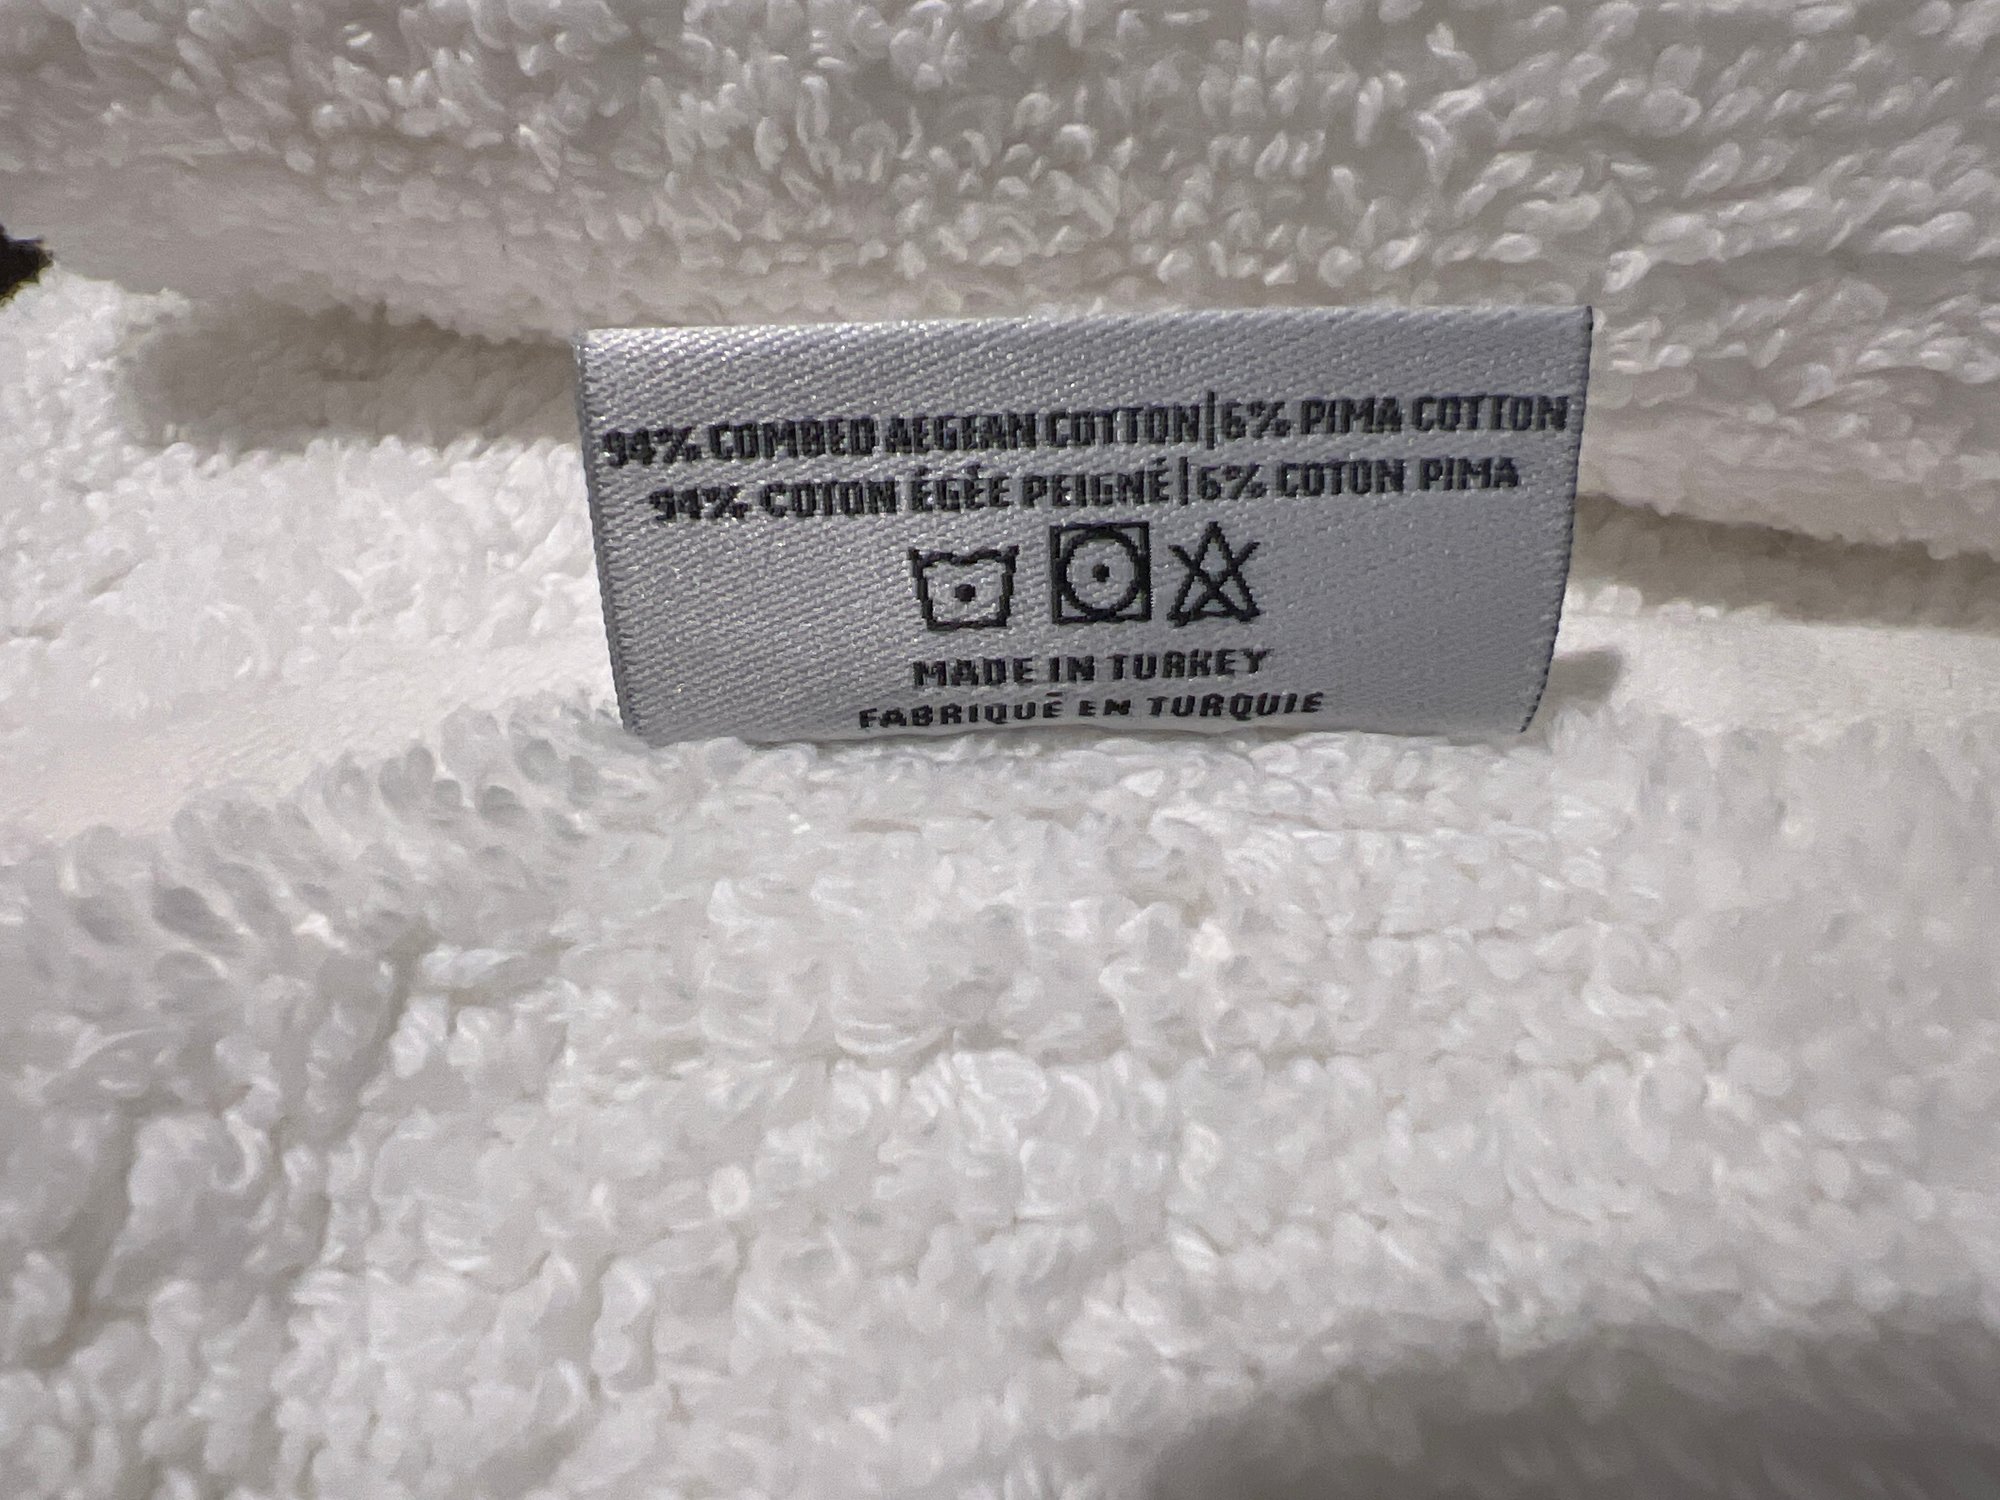 94% COMBED AEGEAN COTTON|6% PIMA COTTON
94% COTON ÉGÉE PEIGNÉ|6% COTON PIMA
MADE IN TURKEY
FABRIQUÉ EN TURQUIE